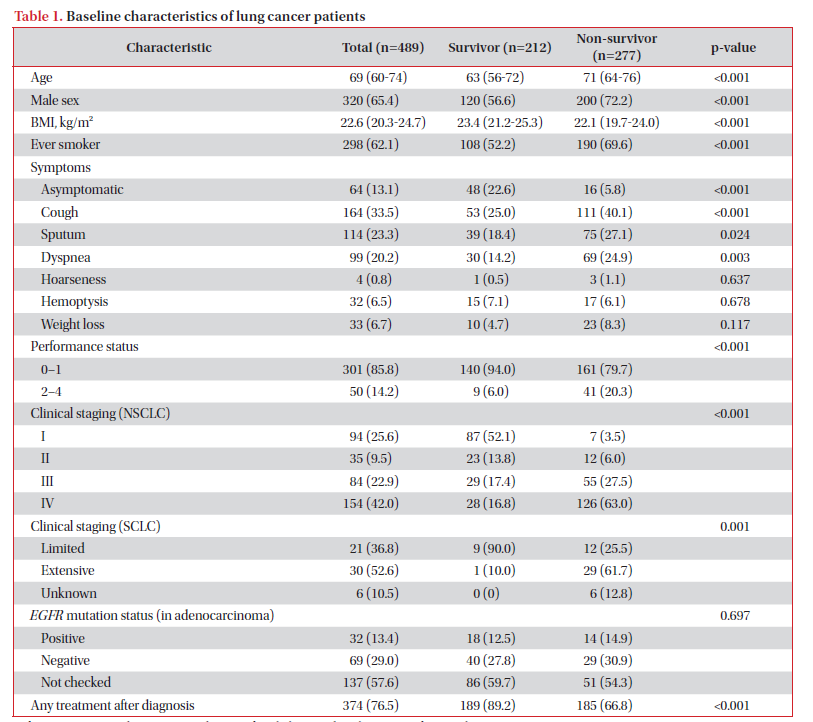 Table 1. Baseline characteristics of lung cancer patients
Characteristic Total (n=489) Survivor (n=212) Non-survivor (n=277) p-value
Age 69 (60-74) 63 (56-72) 71 (64-76) <0.001
Male sex 320 (65.4) 120 (56.6) 200 (72.2) <0.001
BMI, kg/m² 22.6 (20.3-24.7) 23.4 (21.2-25.3) 22.1 (19.7-24.0) <0.001
Ever smoker 298 (62.1) 108 (52.2) 190 (69.6) <0.001
Symptoms
Asymptomatic 64 (13.1) 48 (22.6) 16 (5.8) <0.001
Cough 164 (33.5) 53 (25.0) 111 (40.1) <0.001
Sputum 114 (23.3) 39 (18.4) 75 (27.1) 0.024
Dyspnea 99 (20.2) 30 (14.2) 69 (24.9) 0.003
Hoarseness 4 (0.8) 1 (0.5) 3 (1.1) 0.637
Hemoptysis 32 (6.5) 15 (7.1) 17 (6.1) 0.678
Weight loss 33 (6.7) 10 (4.7) 23 (8.3) 0.117
Performance status <0.001
0–1 301 (85.8) 140 (94.0) 161 (79.7)
2–4 50 (14.2) 9 (6.0) 41 (20.3)
Clinical staging (NSCLC) <0.001
I 94 (25.6) 87 (52.1) 7 (3.5)
II 35 (9.5) 23 (13.8) 12 (6.0)
III 84 (22.9) 29 (17.4) 55 (27.5)
IV 154 (42.0) 28 (16.8) 126 (63.0)
Clinical staging (SCLC) 0.001
Limited 21 (36.8) 9 (90.0) 12 (25.5)
Extensive 30 (52.6) 1 (10.0) 29 (61.7)
Unknown 6 (10.5) 0 (0) 6 (12.8)
EGFR mutation status (in adenocarcinoma) 0.697
Positive 32 (13.4) 18 (12.5) 14 (14.9)
Negative 69 (29.0) 40 (27.8) 29 (30.9)
Not checked 137 (57.6) 86 (59.7) 51 (54.3)
Any treatment after diagnosis 374 (76.5) 189 (89.2) 185 (66.8) <0.001